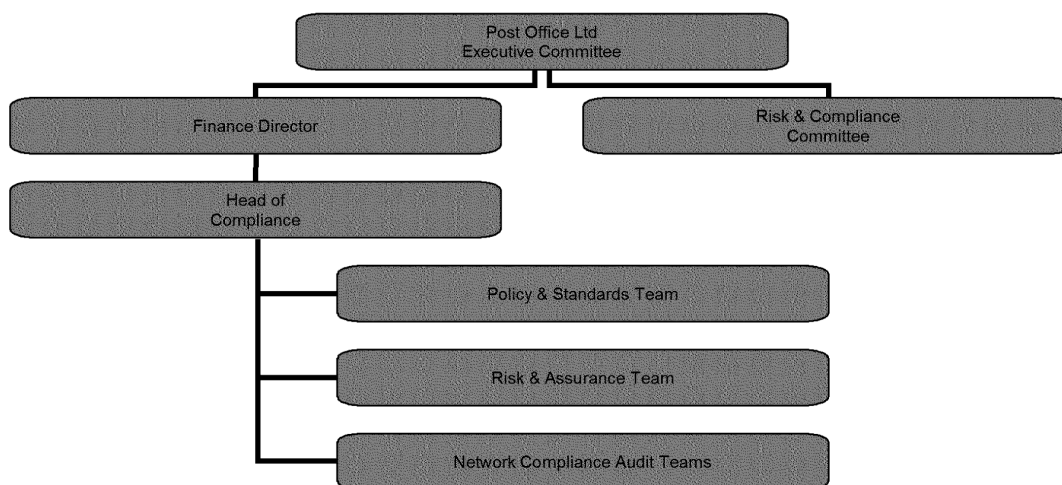 Post Office Ltd
Executive Committee
Finance Director
Risk & Compliance
Committee
Head of
Compliance
Policy & Standards Team
Risk & Assurance Team
Network Compliance Audit Teams